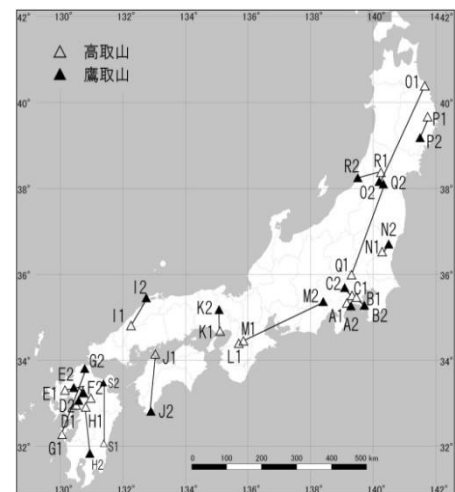 130° 132° 134° 136° 138° 140° 1442°
42° 42°
△ 高取山
▲ 鷹取山
O1
40° 40°
P1
P2
R1
R2
O2 Q2
38° 38°
N2
N1
Q1
36° 36°
C2 C1
I2 B1
K2 M2
I1 A1 A2 B2
K1 M1
L1
34° J1 34°
G2
E2 F2 S2
E1
D2
D1 H1 J2
G1 S1
32° H2 32°
0 100 200 300 400 500 km
130° 132° 134° 136° 138° 140° 142°